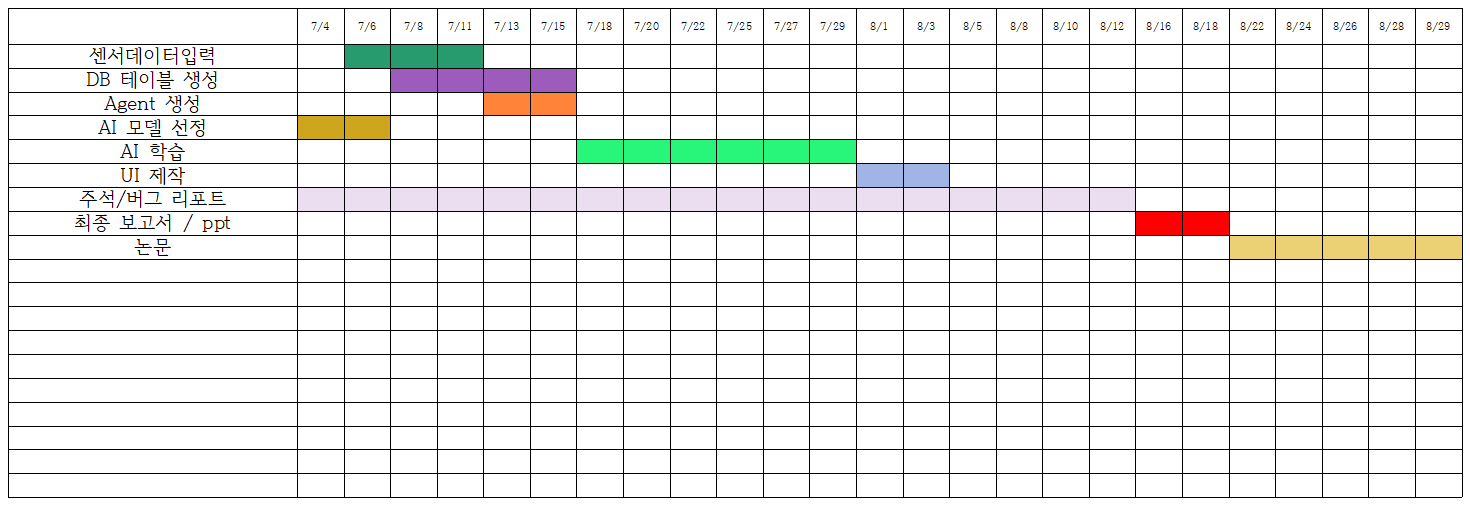 7/4 7/6 7/8 7/11 7/13 7/15 7/18 7/20 7/22 7/25 7/27 7/29 8/1 8/3 8/5 8/8 8/10 8/12 8/16 8/18 8/22 8/24 8/26 8/28 8/29
센서데이터입력
DB 테이블 생성
Agent 생성
AI 모델 선정
AI 학습
UI 제작
주석/버그 리포트
최종 보고서 / ppt
논문